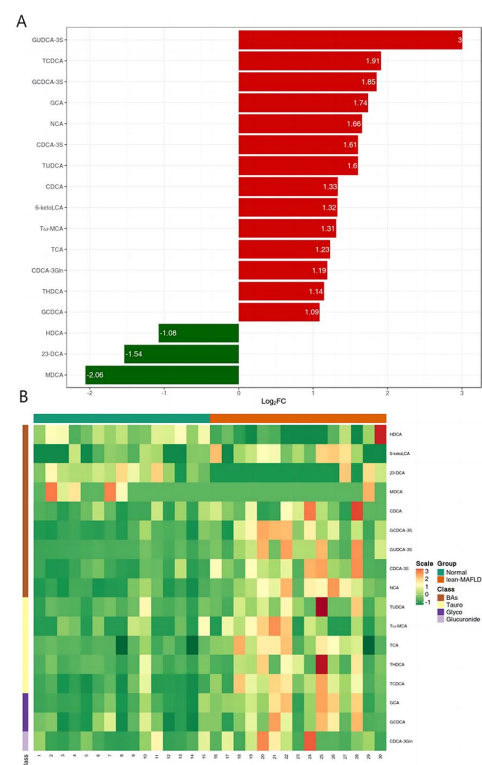 A
GUDCA-3S 3
TCDCA 1.91
GCDCA-3S 1.85
GCA 1.74
NCA 1.66
CDCA-3S 1.61
TUDCA 1.6
CDCA 1.33
6-ketoLCA 1.32
Tω-MCA 1.31
TCA 1.23
CDCA-3Gln 1.19
THDCA 1.14
GCDCA 1.09
HDCA -1.08
23-DCA -1.54
MDCA -2.06
-2 -1 0 1 2 3
Log2FC
B
HDCA
6-ketoLCA
23-DCA
MDCA
CDCA
GCDCA-3S
GUDCA-3S
CDCA-3S
NCA
TUDCA
Tω-MCA
TCA
THDCA
TCDCA
GCA
GCDCA
CDCA-3Gln
Scale
3
2
1
-1
Group
Normal
loan-MAFLD
Class
BAs
Tauro
Glyco
Glucuronide
lass
1 2 3 4 5 6 7 8 9 10 11 12 13 14 15 16 17 18 19 20 21 22 23 24 25 26 27 28 29 30